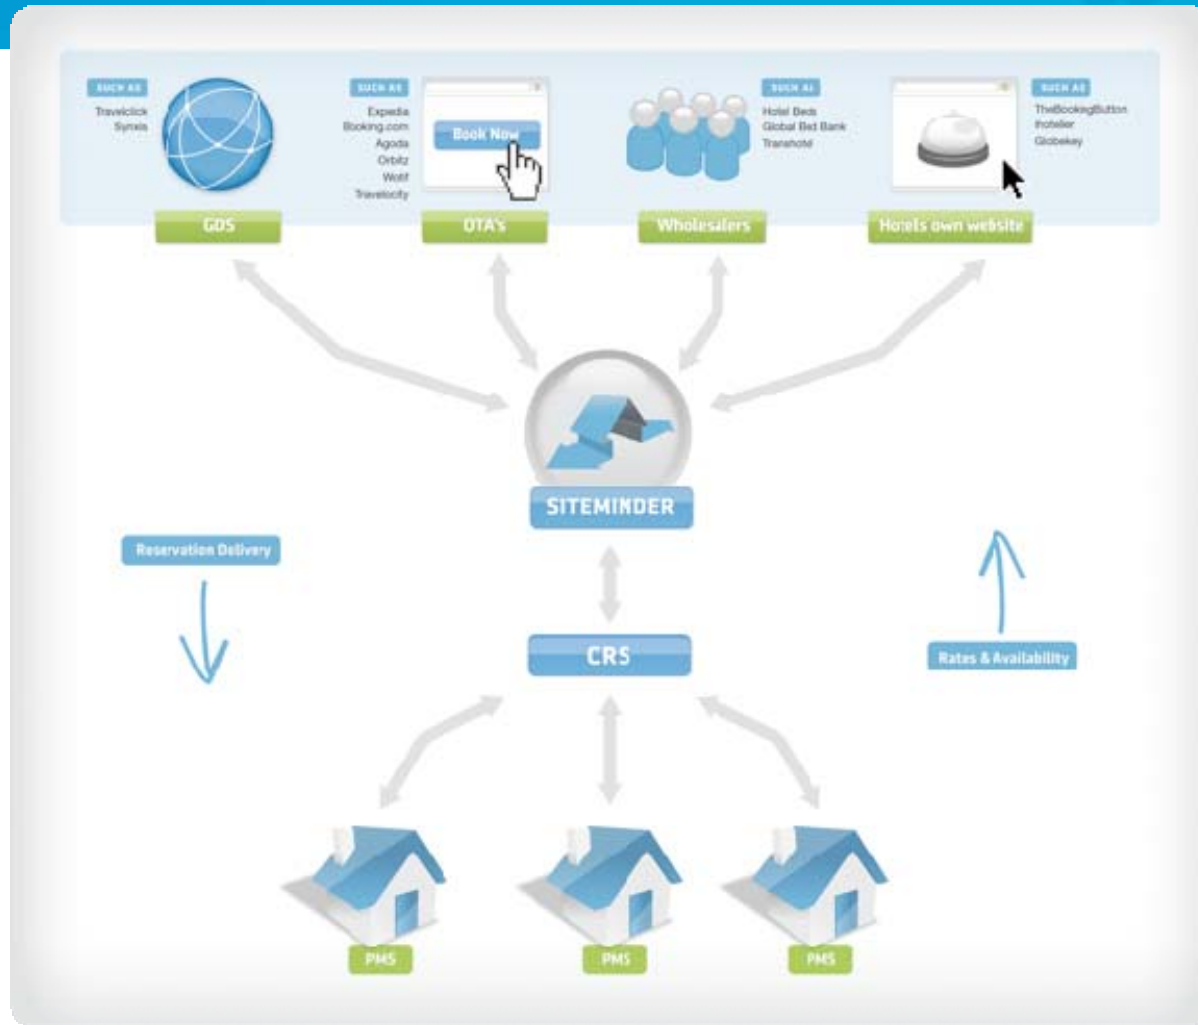 SUCH AS
Travelclick
Synxis
SUCH AS
Expedia
Booking.com
Agoda
Orbitz
Wotif
Travelocity
Book Now
SUCH AS
Hotel Beds
Global Bed Bank
Transhotel
SUCH AS
TheBookingButton
Ihotelier
Globekey
GDS
OTA's
Wholesalers
Hotels own website
SITEMINDER
Reservation Delivery
CRS
Rates & Availability
PMS
PMS
PMS